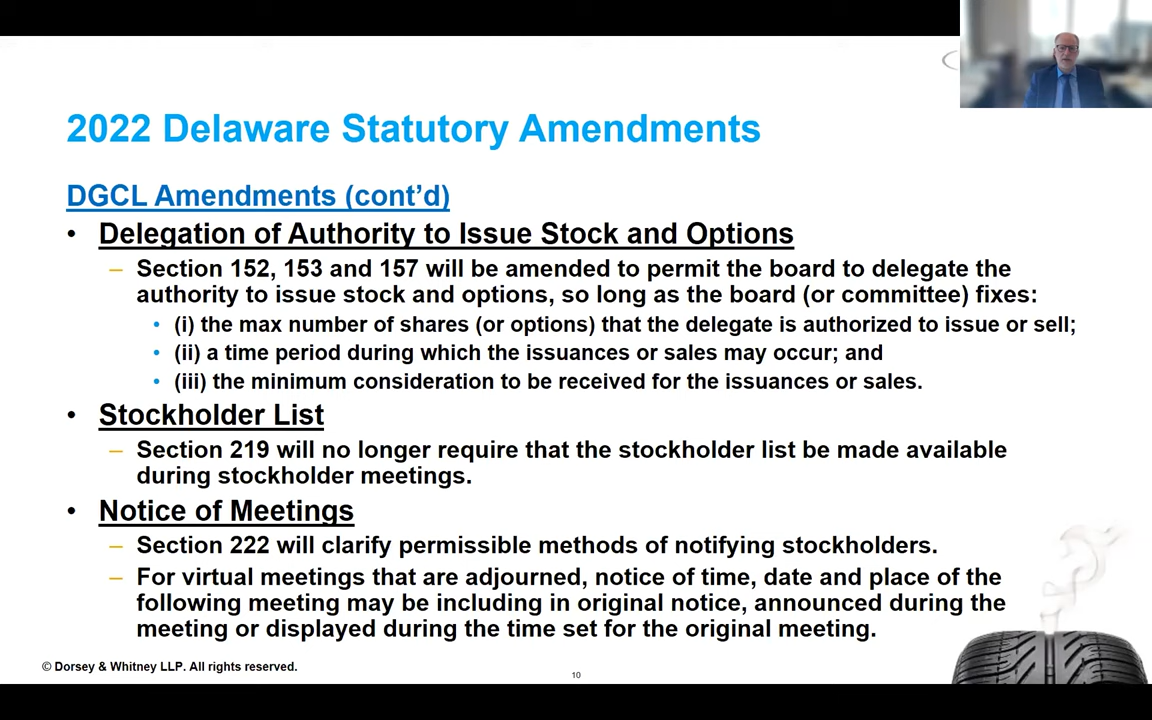 2022 Delaware Statutory Amendments
DGCL Amendments (cont’d)
• Delegation of Authority to Issue Stock and Options
– Section 152, 153 and 157 will be amended to permit the board to delegate the
authority to issue stock and options, so long as the board (or committee) fixes:
• (i) the max number of shares (or options) that the delegate is authorized to issue or sell;
• (ii) a time period during which the issuances or sales may occur; and
• (iii) the minimum consideration to be received for the issuances or sales.
• Stockholder List
– Section 219 will no longer require that the stockholder list be made available
during stockholder meetings.
• Notice of Meetings
– Section 222 will clarify permissible methods of notifying stockholders.
– For virtual meetings that are adjourned, notice of time, date and place of the
following meeting may be including in original notice, announced during the
meeting or displayed during the time set for the original meeting.
© Dorsey & Whitney LLP. All rights reserved.
10